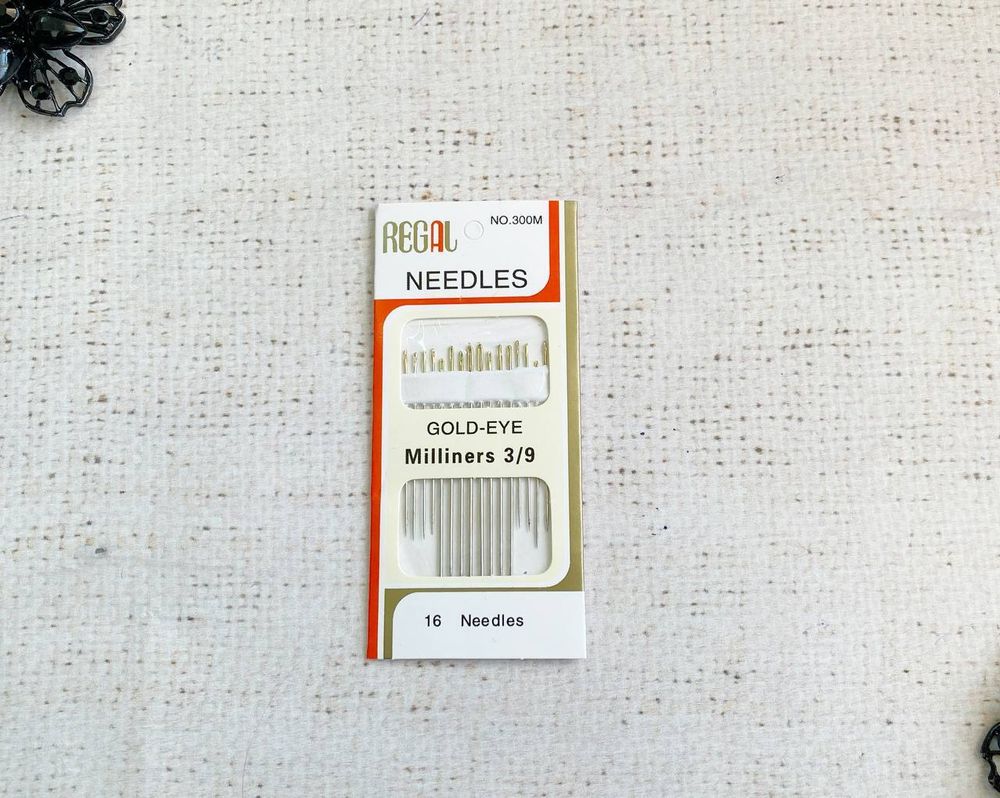 REGAL
NO.300M
NEEDLES
GOLD-EYE
Milliners 3/9
16 Needles